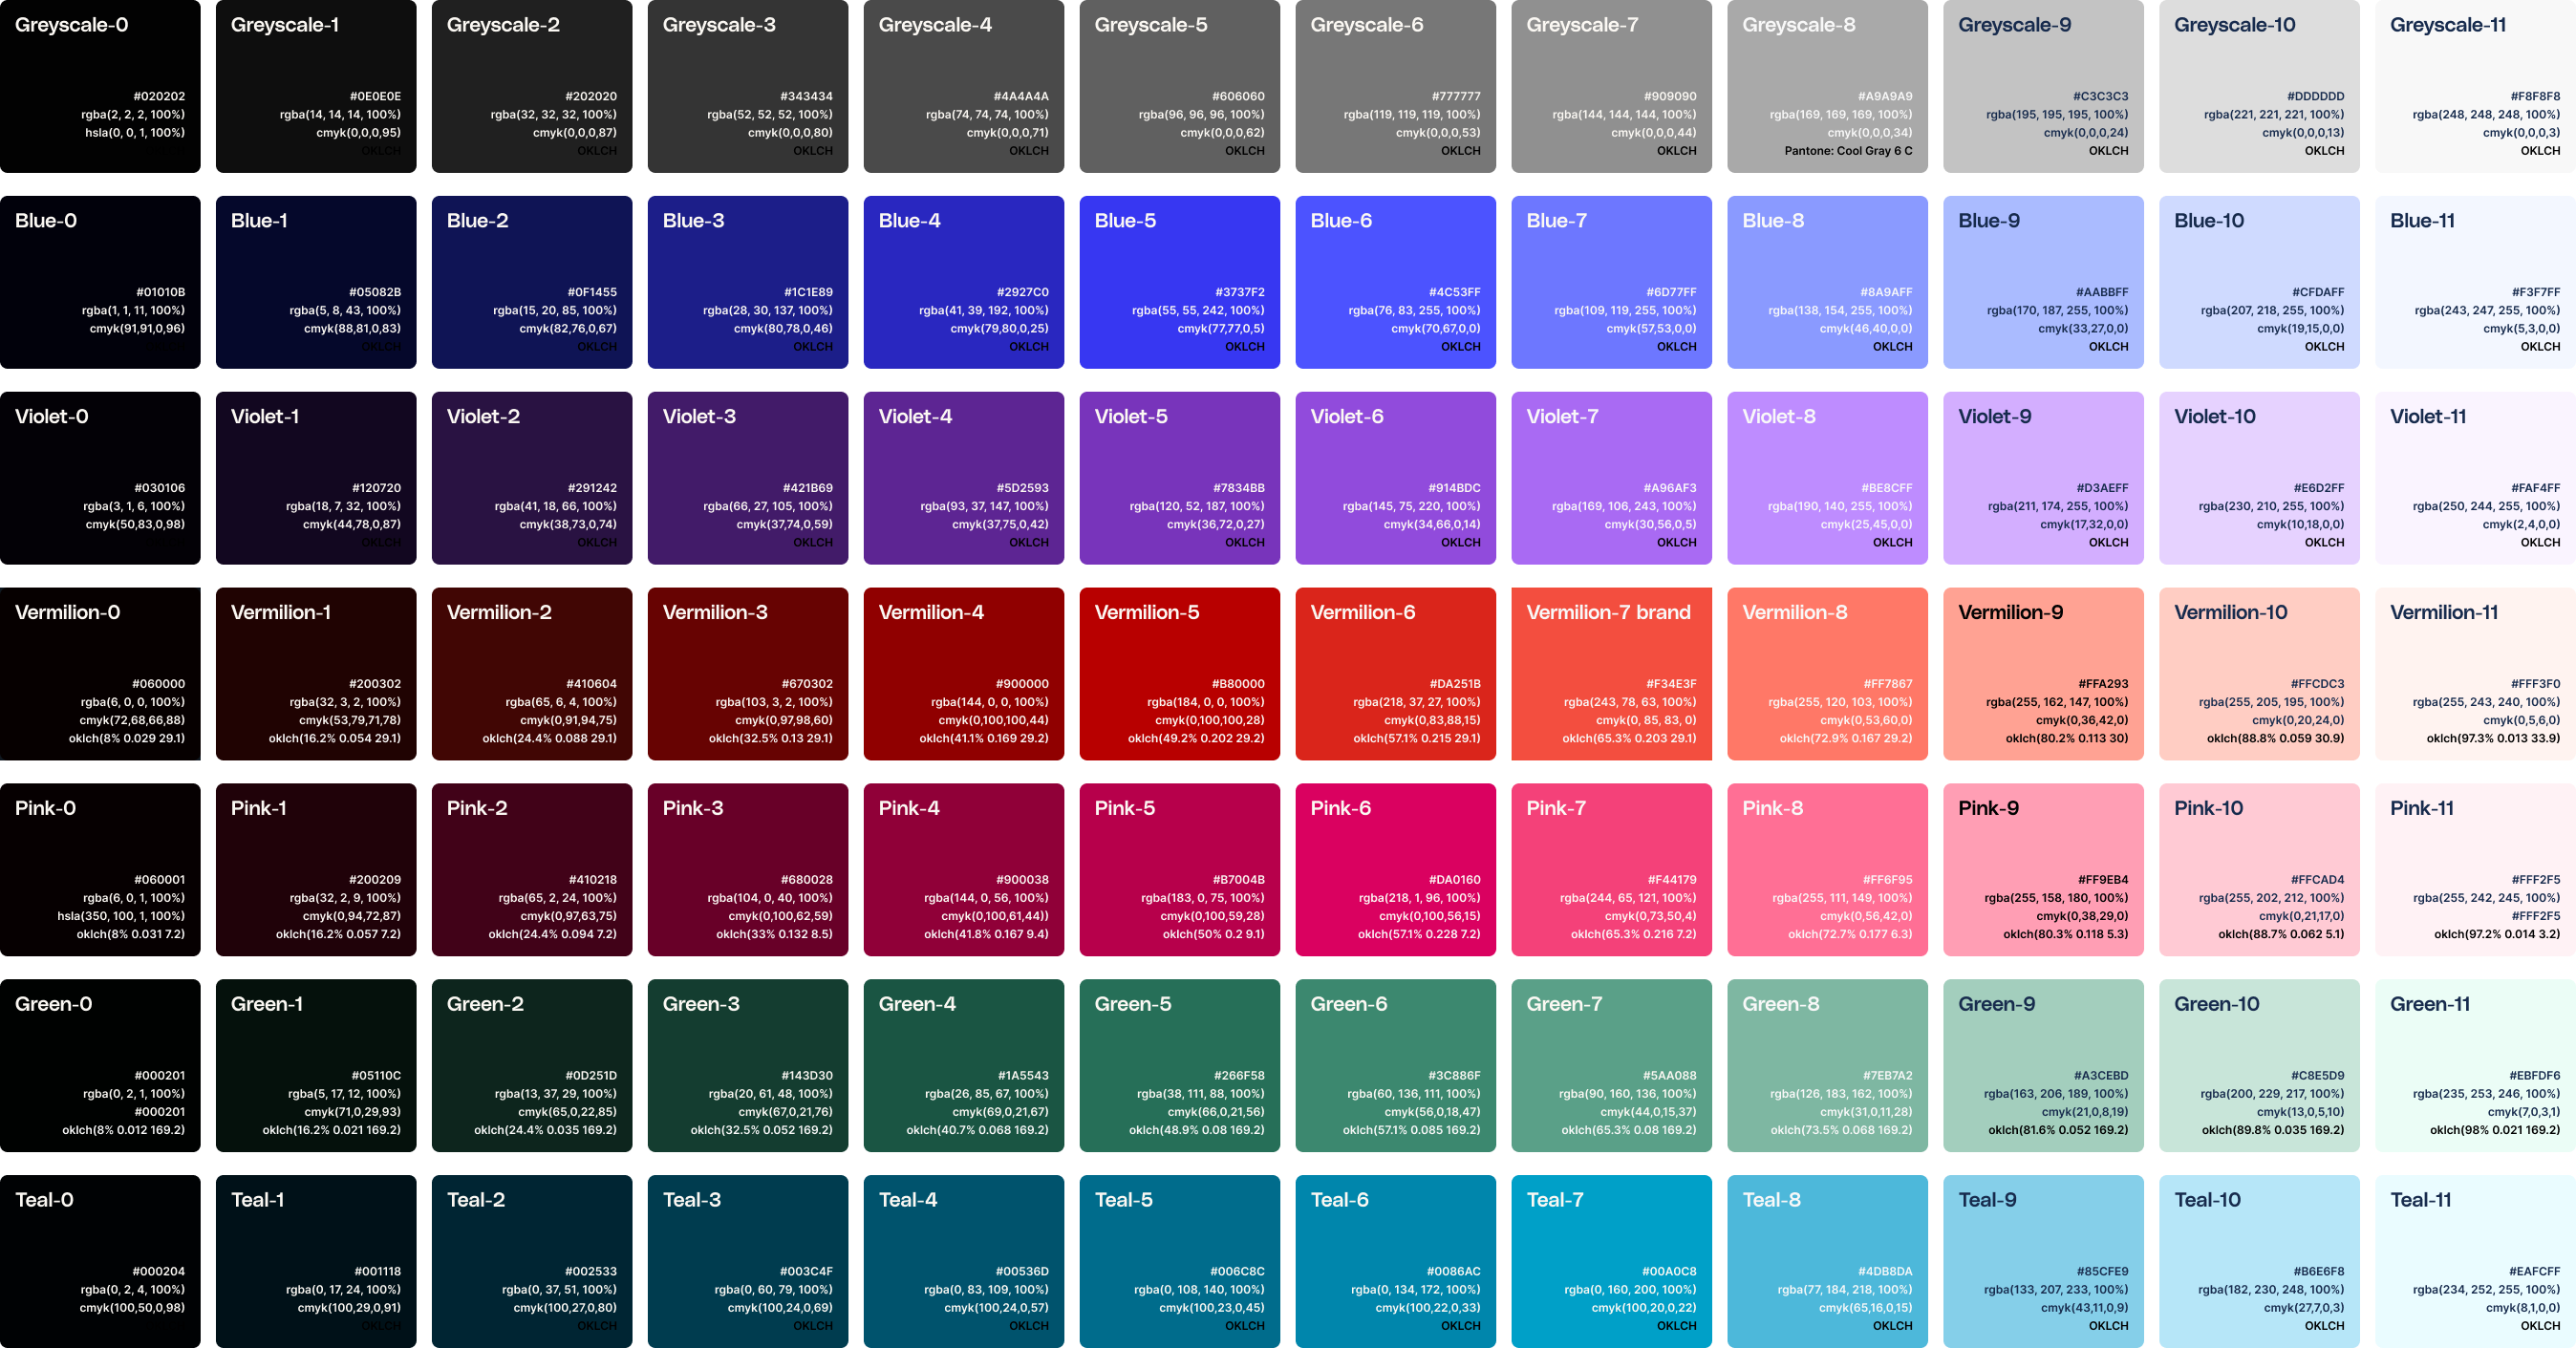 Greyscale-0
#020202
rgba(2, 2, 2, 100%)
hsla(0, 0, 1, 100%)
Greyscale-1
#0E0E0E
rgba(14, 14, 14, 100%)
cmyk(0,0,0,95)
OKLCH
Greyscale-2
#202020
rgba(32, 32, 32, 100%)
cmyk(0,0,0,87)
OKLCH
Greyscale-3
#343434
rgba(52, 52, 52, 100%)
cmyk(0,0,0,80)
OKLCH
Greyscale-4
#4A4A4A
rgba(74, 74, 74, 100%)
cmyk(0,0,0,71)
OKLCH
Greyscale-5
#606060
rgba(96, 96, 96, 100%)
cmyk(0,0,0,62)
OKLCH
Greyscale-6
#777777
rgba(119, 119, 119, 100%)
cmyk(0,0,0,53)
OKLCH
Greyscale-7
#909090
rgba(144, 144, 144, 100%)
cmyk(0,0,0,44)
OKLCH
Greyscale-8
#A9A9A9
rgba(169, 169, 169, 100%)
cmyk(0,0,0,34)
Pantone: Cool Gray 6 C
Greyscale-9
#C3C3C3
rgba(195, 195, 195, 100%)
cmyk(0,0,0,24)
OKLCH
Greyscale-10
#DDDDDD
rgba(221, 221, 221, 100%)
cmyk(0,0,0,13)
OKLCH
Greyscale-11
#F8F8F8
rgba(248, 248, 248, 100%)
cmyk(0,0,0,3)
OKLCH
Blue-0
#01010B
rgba(1, 1, 11, 100%)
cmyk(91,91,0,96)
Blue-1
#05082B
rgba(5, 8, 43, 100%)
cmyk(88,81,0,83)
OKLCH
Blue-2
#0F1455
rgba(15, 20, 85, 100%)
cmyk(82,76,0,67)
OKLCH
Blue-3
#1C1E89
rgba(28, 30, 137, 100%)
cmyk(80,78,0,46)
OKLCH
Blue-4
#2927C0
rgba(41, 39, 192, 100%)
cmyk(79,80,0,25)
OKLCH
Blue-5
#3737F2
rgba(55, 55, 242, 100%)
cmyk(77,77,0,5)
OKLCH
Blue-6
#4C53FF
rgba(76, 83, 255, 100%)
cmyk(70,67,0,0)
OKLCH
Blue-7
#6D77FF
rgba(109, 119, 255, 100%)
cmyk(57,53,0,0)
OKLCH
Blue-8
#8A9AFF
rgba(138, 154, 255, 100%)
cmyk(46,40,0,0)
OKLCH
Blue-9
#AABBFF
rgba(170, 187, 255, 100%)
cmyk(33,27,0,0)
OKLCH
Blue-10
#CFDAFF
rgba(207, 218, 255, 100%)
cmyk(19,15,0,0)
OKLCH
Blue-11
#F3F7FF
rgba(243, 247, 255, 100%)
cmyk(5,3,0,0)
OKLCH
Violet-0
#030106
rgba(3, 1, 6, 100%)
cmyk(50,83,0,98)
Violet-1
#120720
rgba(18, 7, 32, 100%)
cmyk(44,78,0,87)
OKLCH
Violet-2
#291242
rgba(41, 18, 66, 100%)
cmyk(38,73,0,74)
OKLCH
Violet-3
#421B69
rgba(66, 27, 105, 100%)
cmyk(37,74,0,59)
OKLCH
Violet-4
#5D2593
rgba(93, 37, 147, 100%)
cmyk(37,75,0,42)
OKLCH
Violet-5
#7834BB
rgba(120, 52, 187, 100%)
cmyk(36,72,0,27)
OKLCH
Violet-6
#914BDC
rgba(145, 75, 220, 100%)
cmyk(34,66,0,14)
OKLCH
Violet-7
#A96AF3
rgba(169, 106, 243, 100%)
cmyk(30,56,0,5)
OKLCH
Violet-8
#BE8CFF
rgba(190, 140, 255, 100%)
cmyk(25,45,0,0)
OKLCH
Violet-9
#D3AEFF
rgba(211, 174, 255, 100%)
cmyk(17,32,0,0)
OKLCH
Violet-10
#E6D2FF
rgba(230, 210, 255, 100%)
cmyk(10,18,0,0)
OKLCH
Violet-11
#FAF4FF
rgba(250, 244, 255, 100%)
cmyk(2,4,0,0)
OKLCH
Vermilion-0
#060000
rgba(6, 0, 0, 100%)
cmyk(72,68,66,88)
oklch(8% 0.029 29.1)
Vermilion-1
#200302
rgba(32, 3, 2, 100%)
cmyk(53,79,71,78)
oklch(16.2% 0.054 29.1)
Vermilion-2
#410604
rgba(65, 6, 4, 100%)
cmyk(0,91,94,75)
oklch(24.4% 0.088 29.1)
Vermilion-3
#670302
rgba(103, 3, 2, 100%)
cmyk(0,97,98,60)
oklch(32.5% 0.13 29.1)
Vermilion-4
#900000
rgba(144, 0, 0, 100%)
cmyk(0,100,100,44)
oklch(41.1% 0.169 29.2)
Vermilion-5
#B80000
rgba(184, 0, 0, 100%)
cmyk(0,100,100,28)
oklch(49.2% 0.202 29.2)
Vermilion-6
#DA251B
rgba(218, 37, 27, 100%)
cmyk(0,83,88,15)
oklch(57.1% 0.215 29.1)
Vermilion-7 brand
#F34E3F
rgba(243, 78, 63, 100%)
cmyk(0, 85, 83, 0)
oklch(65.3% 0.203 29.1)
Vermilion-8
#FF7867
rgba(255, 120, 103, 100%)
cmyk(0,53,60,0)
oklch(72.9% 0.167 29.2)
Vermilion-9
#FFA293
rgba(255, 162, 147, 100%)
cmyk(0,36,42,0)
oklch(80.2% 0.113 30)
Vermilion-10
#FFCDC3
rgba(255, 205, 195, 100%)
cmyk(0,20,24,0)
oklch(88.8% 0.059 30.9)
Vermilion-11
#FFF3F0
rgba(255, 243, 240, 100%)
cmyk(0,5,6,0)
oklch(97.3% 0.013 33.9)
Pink-0
#060001
rgba(6, 0, 1, 100%)
hsla(350, 100, 1, 100%)
oklch(8% 0.031 7.2)
Pink-1
#200209
rgba(32, 2, 9, 100%)
cmyk(0,94,72,87)
oklch(16.2% 0.057 7.2)
Pink-2
#410218
rgba(65, 2, 24, 100%)
cmyk(0,97,63,75)
oklch(24.4% 0.094 7.2)
Pink-3
#680028
rgba(104, 0, 40, 100%)
cmyk(0,100,62,59)
oklch(33% 0.132 8.5)
Pink-4
#900038
rgba(144, 0, 56, 100%)
cmyk(0,100,61,44))
oklch(41.8% 0.167 9.4)
Pink-5
#B7004B
rgba(183, 0, 75, 100%)
cmyk(0,100,59,28)
oklch(50% 0.2 9.1)
Pink-6
#DA0160
rgba(218, 1, 96, 100%)
cmyk(0,100,56,15)
oklch(57.1% 0.228 7.2)
Pink-7
#F44179
rgba(244, 65, 121, 100%)
cmyk(0,73,50,4)
oklch(65.3% 0.216 7.2)
Pink-8
#FF6F95
rgba(255, 111, 149, 100%)
cmyk(0,56,42,0)
oklch(72.7% 0.177 6.3)
Pink-9
#FF9EB4
rgba(255, 158, 180, 100%)
cmyk(0,38,29,0)
oklch(80.3% 0.118 5.3)
Pink-10
#FFCAD4
rgba(255, 202, 212, 100%)
cmyk(0,21,17,0)
oklch(88.7% 0.062 5.1)
Pink-11
#FFF2F5
rgba(255, 242, 245, 100%)
#FFF2F5
oklch(97.2% 0.014 3.2)
Green-0
#000201
rgba(0, 2, 1, 100%)
#000201
oklch(8% 0.012 169.2)
Green-1
#05110C
rgba(5, 17, 12, 100%)
cmyk(71,0,29,93)
oklch(16.2% 0.021 169.2)
Green-2
#0D251D
rgba(13, 37, 29, 100%)
cmyk(65,0,22,85)
oklch(24.4% 0.035 169.2)
Green-3
#143D30
rgba(20, 61, 48, 100%)
cmyk(67,0,21,76)
oklch(32.5% 0.052 169.2)
Green-4
#1A5543
rgba(26, 85, 67, 100%)
cmyk(69,0,21,67)
oklch(40.7% 0.068 169.2)
Green-5
#266F58
rgba(38, 111, 88, 100%)
cmyk(66,0,21,56)
oklch(48.9% 0.08 169.2)
Green-6
#3C886F
rgba(60, 136, 111, 100%)
cmyk(56,0,18,47)
oklch(57.1% 0.085 169.2)
Green-7
#5AA088
rgba(90, 160, 136, 100%)
cmyk(44,0,15,37)
oklch(65.3% 0.08 169.2)
Green-8
#7EB7A2
rgba(126, 183, 162, 100%)
cmyk(31,0,11,28)
oklch(73.5% 0.068 169.2)
Green-9
#A3CEBD
rgba(163, 206, 189, 100%)
cmyk(21,0,8,19)
oklch(81.6% 0.052 169.2)
Green-10
#C8E5D9
rgba(200, 229, 217, 100%)
cmyk(13,0,5,10)
oklch(89.8% 0.035 169.2)
Green-11
#EBFDF6
rgba(235, 253, 246, 100%)
cmyk(7,0,3,1)
oklch(98% 0.021 169.2)
Teal-0
#000204
rgba(0, 2, 4, 100%)
cmyk(100,50,0,98)
Teal-1
#001118
rgba(0, 17, 24, 100%)
cmyk(100,29,0,91)
OKLCH
Teal-2
#002533
rgba(0, 37, 51, 100%)
cmyk(100,27,0,80)
OKLCH
Teal-3
#003C4F
rgba(0, 60, 79, 100%)
cmyk(100,24,0,69)
OKLCH
Teal-4
#00536D
rgba(0, 83, 109, 100%)
cmyk(100,24,0,57)
OKLCH
Teal-5
#006C8C
rgba(0, 108, 140, 100%)
cmyk(100,23,0,45)
OKLCH
Teal-6
#0086AC
rgba(0, 134, 172, 100%)
cmyk(100,22,0,33)
OKLCH
Teal-7
#00A0C8
rgba(0, 160, 200, 100%)
cmyk(100,20,0,22)
OKLCH
Teal-8
#4DB8DA
rgba(77, 184, 218, 100%)
cmyk(65,16,0,15)
OKLCH
Teal-9
#85CFE9
rgba(133, 207, 233, 100%)
cmyk(43,11,0,9)
OKLCH
Teal-10
#B6E6F8
rgba(182, 230, 248, 100%)
cmyk(27,7,0,3)
OKLCH
Teal-11
#EAFCFF
rgba(234, 252, 255, 100%)
cmyk(8,1,0,0)
OKLCH